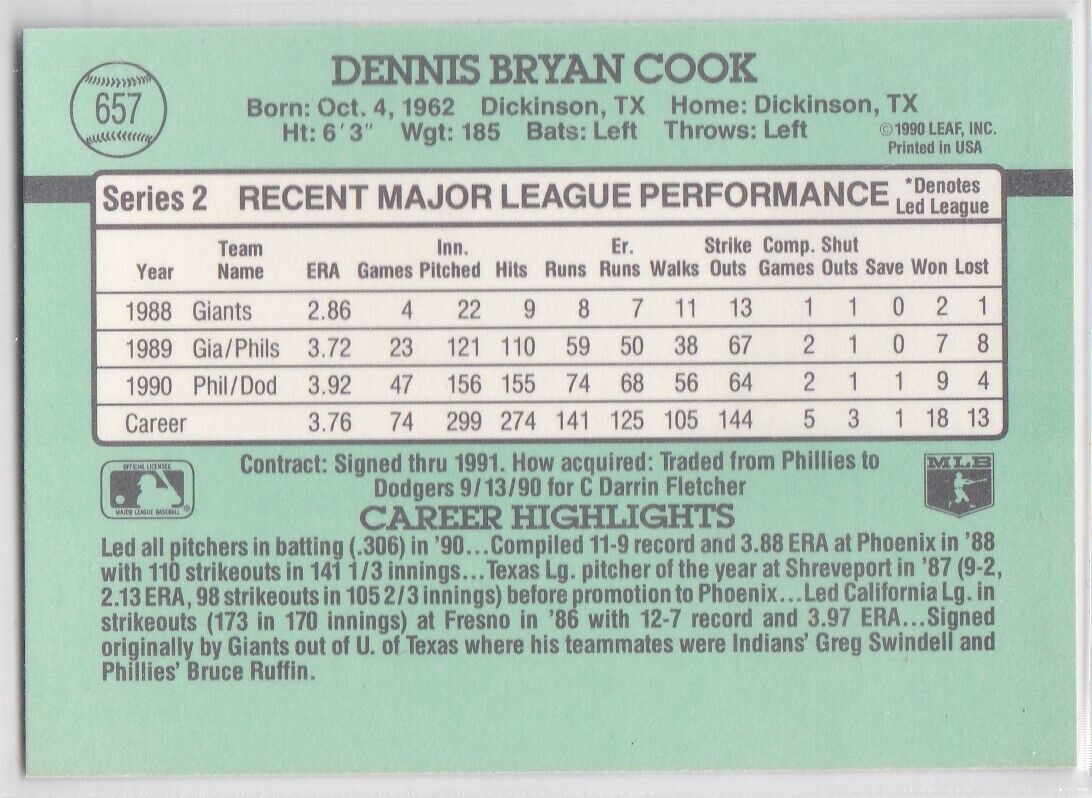 657
DENNIS BRYAN COOK
Born: Oct. 4, 1962 Dickinson, TX Home: Dickinson, TX
Ht: 6'3" Wgt: 185 Bats: Left Throws: Left
©1990 LEAF, INC.
Printed in USA
Series 2 RECENT MAJOR LEAGUE PERFORMANCE
*Denotes
Led League
Year Team Name ERA Games Inn. Pitched Hits Runs Er. Runs Walks Strike Outs Comp. Games Shut Outs Save Won Lost
1988 Giants 2.86 4 22 9 8 7 11 13 1 1 0 2 1
1989 Gia/Phils 3.72 23 121 110 59 50 38 67 2 1 0 7 8
1990 Phil/Dod 3.92 47 156 155 74 68 56 64 2 1 1 9 4
Career 3.76 74 299 274 141 125 105 144 5 3 1 18 13
OFFICIAL LICENSEE
MAJOR LEAGUE BASEBALL®
Contract: Signed thru 1991. How acquired: Traded from Phillies to
Dodgers 9/13/90 for C Darrin Fletcher
MLB
CAREER HIGHLIGHTS
Led all pitchers in batting (.306) in '90...Compiled 11-9 record and 3.88 ERA at Phoenix in '88
with 110 strikeouts in 141 1/3 innings...Texas Lg. pitcher of the year at Shreveport in '87 (9-2,
2.13 ERA, 98 strikeouts in 105 2/3 innings) before promotion to Phoenix...Led California Lg. in
strikeouts (173 in 170 innings) at Fresno in '86 with 12-7 record and 3.97 ERA...Signed
originally by Giants out of U. of Texas where his teammates were Indians' Greg Swindell and
Phillies' Bruce Ruffin.